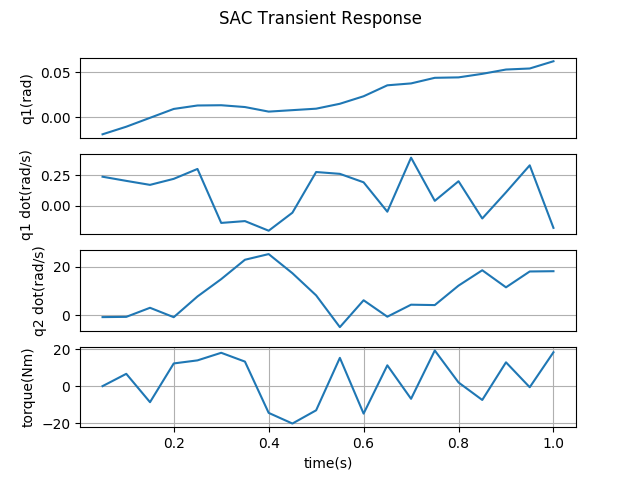 SAC Transient Response
q1(rad)
0.05
0.00
q1 dot(rad/s)
0.25
0.00
q2 dot(rad/s)
20
0
torque(Nm)
20
0
−20
0.2 0.4 0.6 0.8 1.0
time(s)